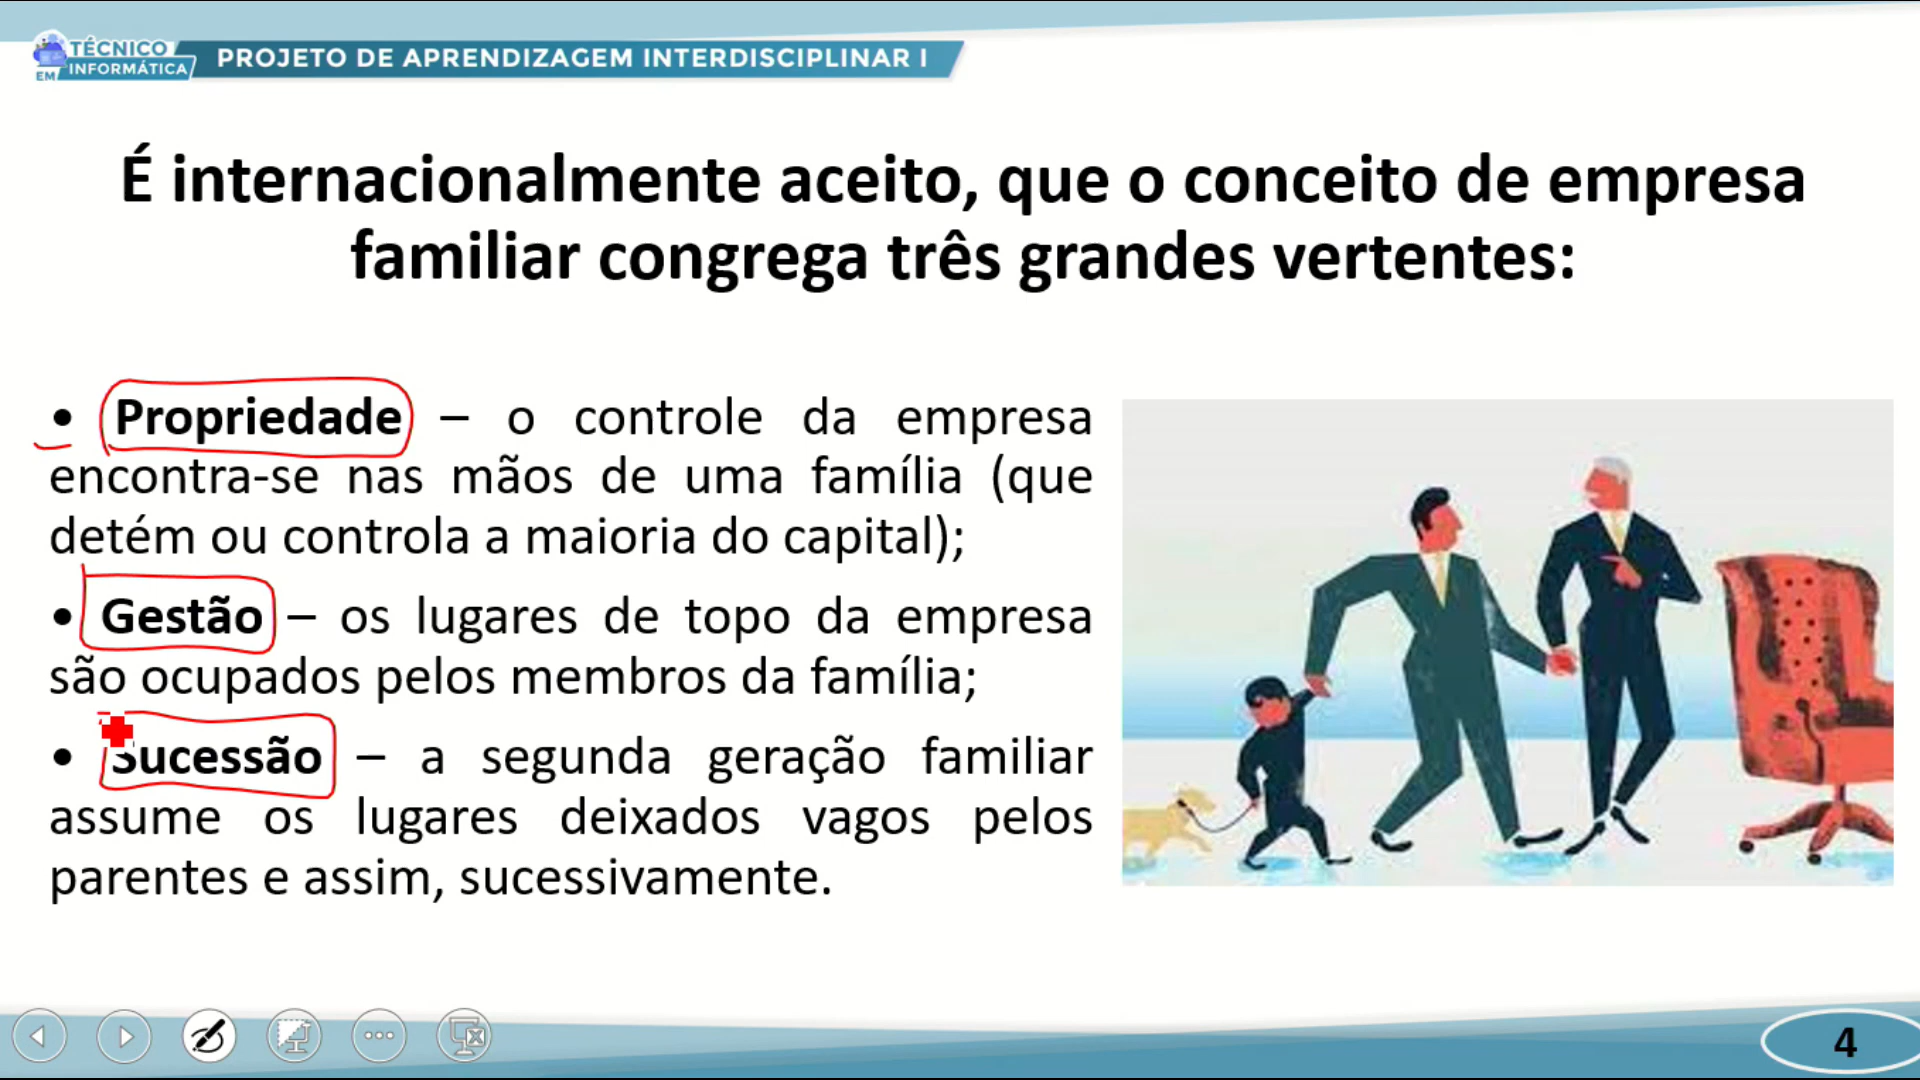 TÉCNICO
EM INFORMÁTICA
PROJETO DE APRENDIZAGEM INTERDISCIPLINAR I
É internacionalmente aceito, que o conceito de empresa
familiar congrega três grandes vertentes:
• Propriedade – o controle da empresa
encontra-se nas mãos de uma família (que
detém ou controla a maioria do capital);
• Gestão – os lugares de topo da empresa
são ocupados pelos membros da família;
• Sucessão – a segunda geração familiar
assume os lugares deixados vagos pelos
parentes e assim, sucessivamente.
4